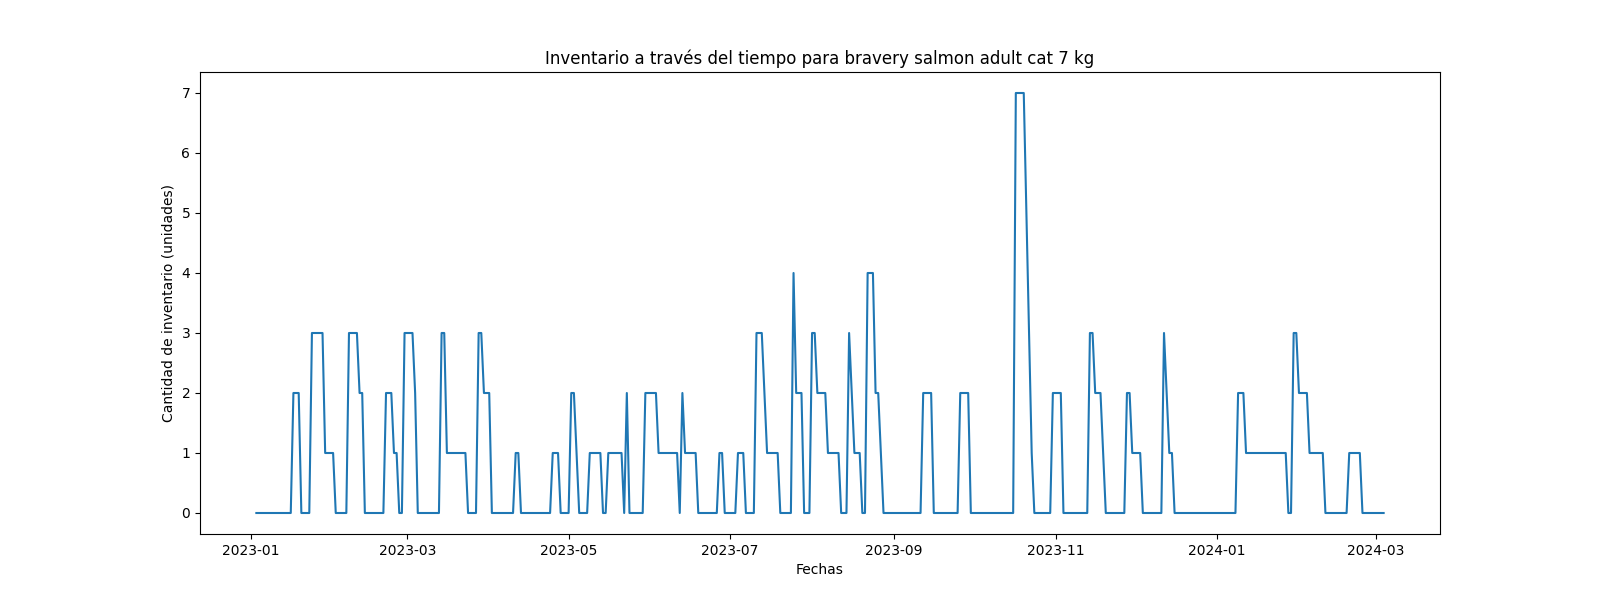 Inventario a través del tiempo para bravery salmon adult cat 7 kg
Cantidad de inventario (unidades)
7
6
5
4
3
2
1
0
2023-01 2023-03 2023-05 2023-07 2023-09 2023-11 2024-01 2024-03
Fechas